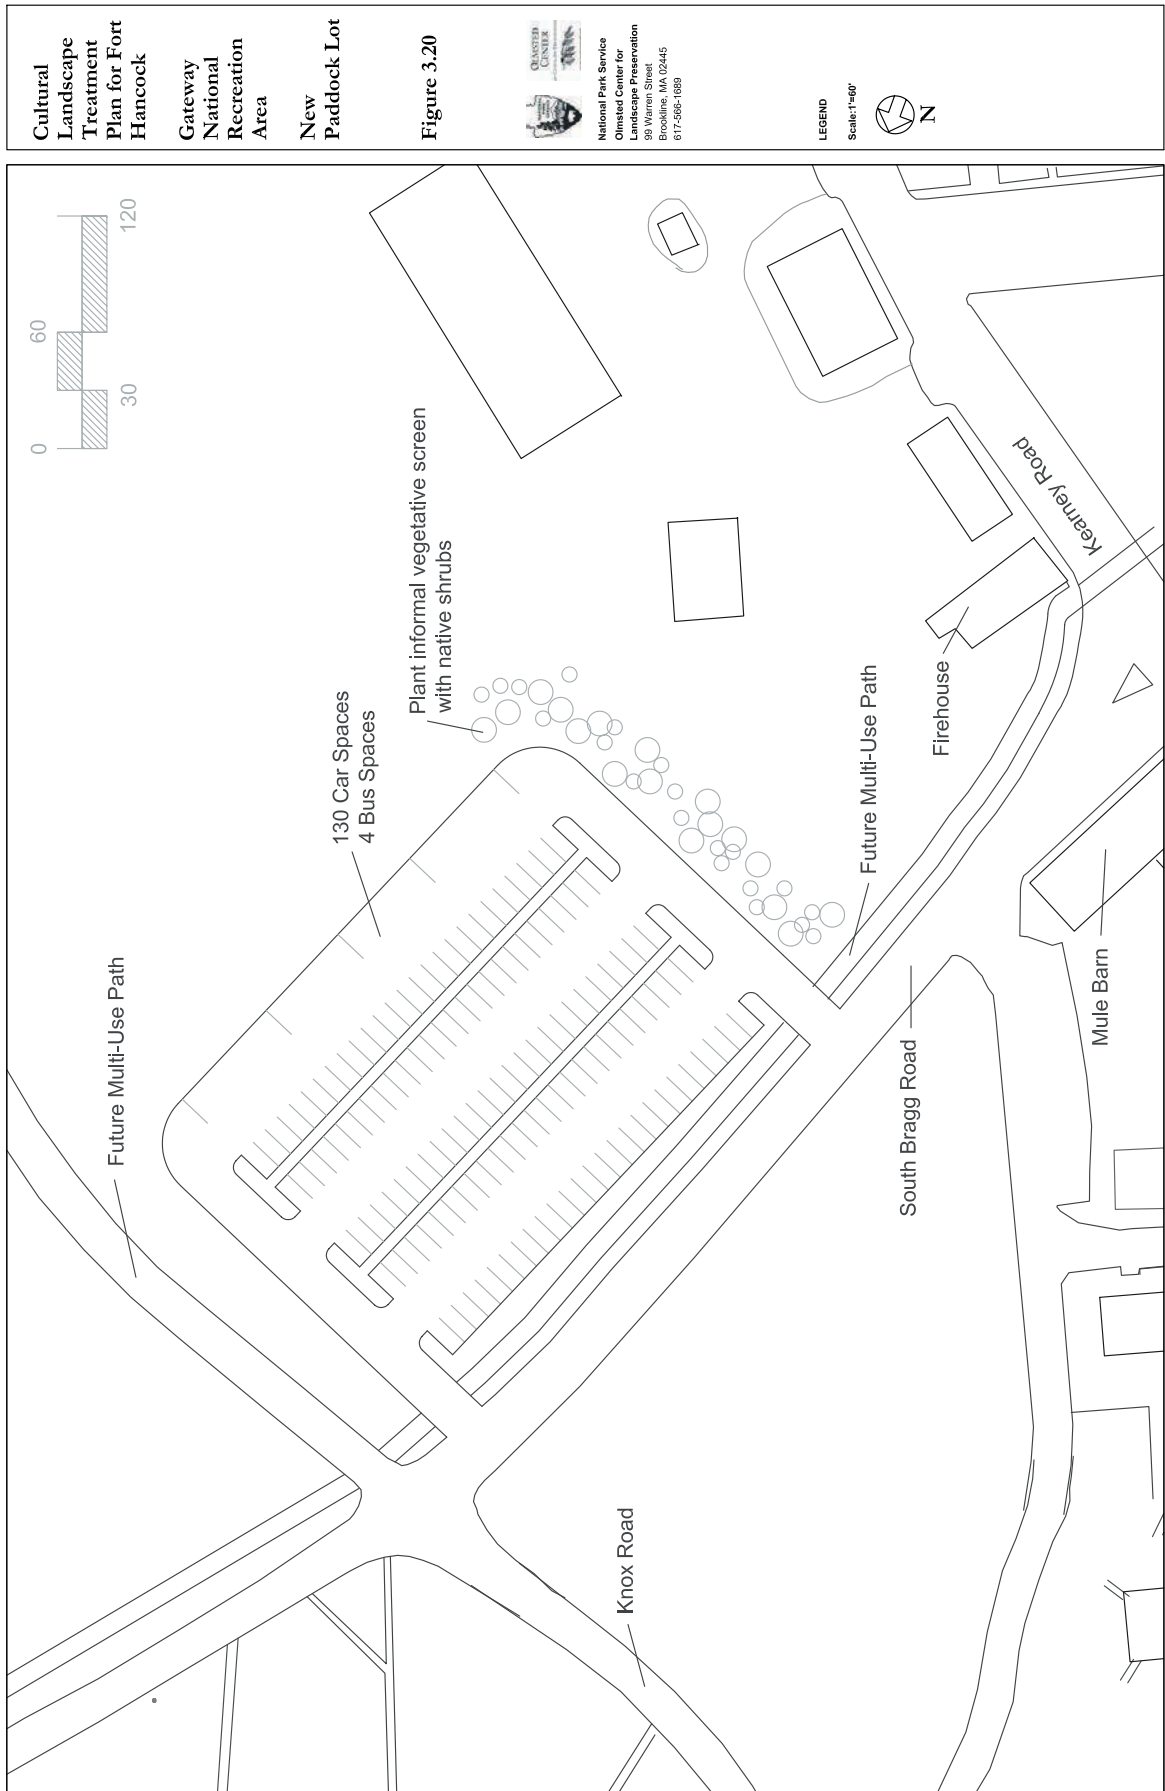 Cultural
Landscape
Treatment
Plan for Fort
Hancock
Gateway
National
Recreation
Area
New
Paddock Lot
Figure 3.20
OLMSTED
CENTER
National Park Service
Olmsted Center for
Landscape Preservation
99 Warren Street
Brookline, MA 02445
617-566-1689
LEGEND
Scale:1'=60'
N
0
60
30
120
Plant informal vegetative screen
with native shrubs
130 Car Spaces
4 Bus Spaces
Future Multi-Use Path
Future Multi-Use Path
Firehouse
Kearney Road
Mule Barn
South Bragg Road
Knox Road